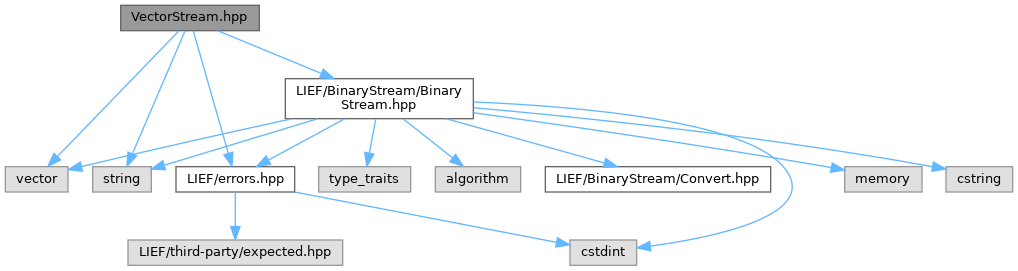 VectorStream.hpp
LIEF/BinaryStream/Binary
Stream.hpp
vector
string
LIEF/errors.hpp
type_traits
algorithm
LIEF/BinaryStream/Convert.hpp
memory
cstring
LIEF/third-party/expected.hpp
cstdint